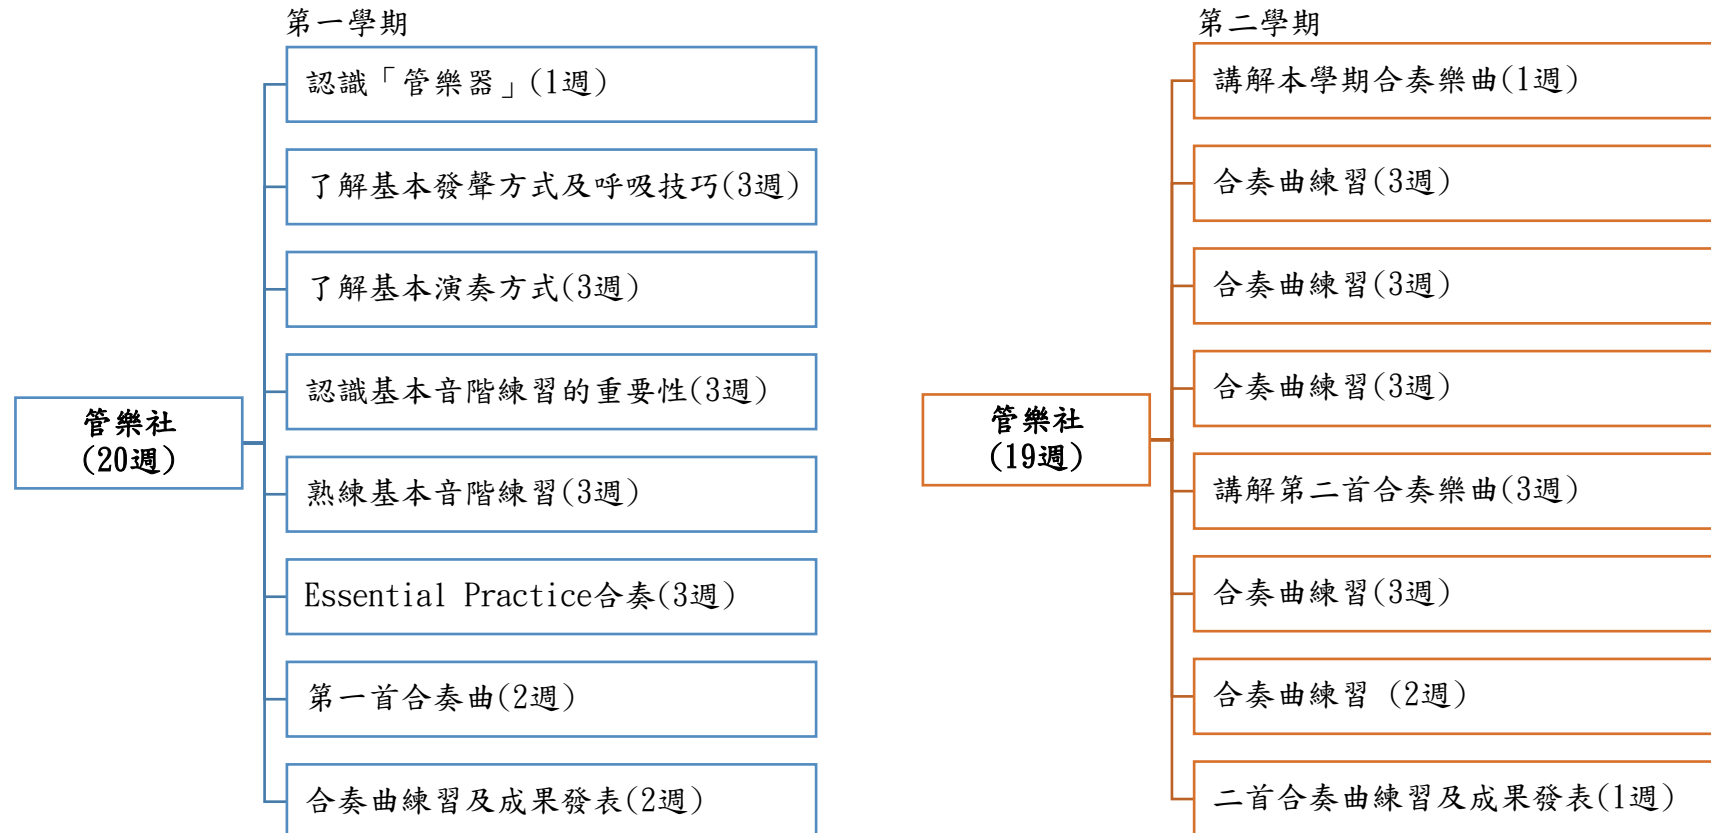 第一學期
認識「管樂器」(1週)
了解基本發聲方式及呼吸技巧(3週)
了解基本演奏方式(3週)
認識基本音階練習的重要性(3週)
管樂社
(20週)
熟練基本音階練習(3週)
Essential Practice合奏(3週)
第一首合奏曲(2週)
合奏曲練習及成果發表(2週)
第二學期
講解本學期合奏樂曲(1週)
合奏曲練習(3週)
合奏曲練習(3週)
合奏曲練習(3週)
管樂社
(19週)
講解第二首合奏樂曲(3週)
合奏曲練習(3週)
合奏曲練習 (2週)
二首合奏曲練習及成果發表(1週)